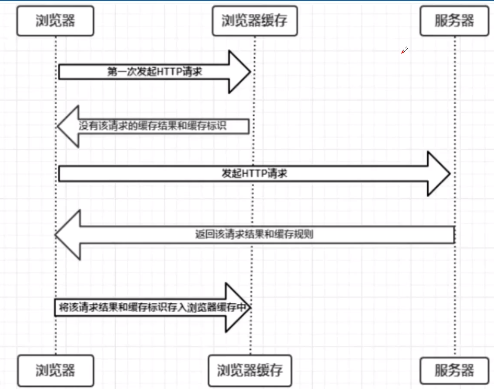 浏览器
浏览器缓存
服务器
第一次发起HTTP请求
没有该请求的缓存结果和缓存标识
发起HTTP请求
返回该请求结果和缓存规则
将该请求结果和缓存标识存入浏览器缓存中
浏览器
浏览器缓存
服务器